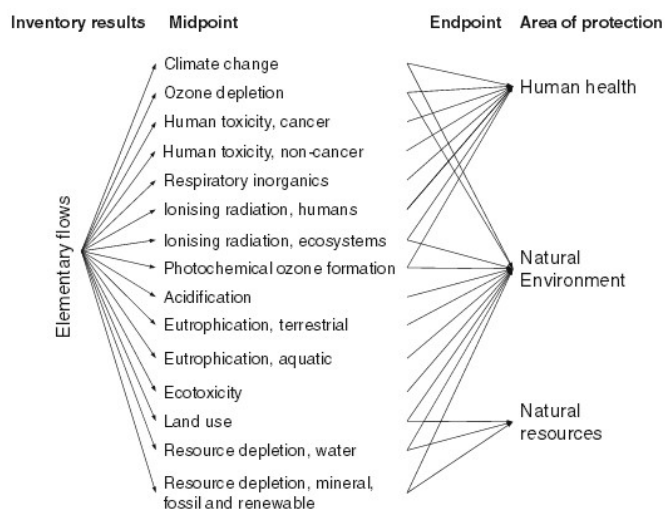 Inventory results Midpoint Endpoint Area of protection
Climate change
Ozone depletion
Human toxicity, cancer
Human toxicity, non-cancer
Respiratory inorganics
Ionising radiation, humans
Ionising radiation, ecosystems
Photochemical ozone formation
Acidification
Eutrophication, terrestrial
Eutrophication, aquatic
Ecotoxicity
Land use
Resource depletion, water
Resource depletion, mineral,
fossil and renewable
Elementary flows
Human health
Natural
Environment
Natural
resources